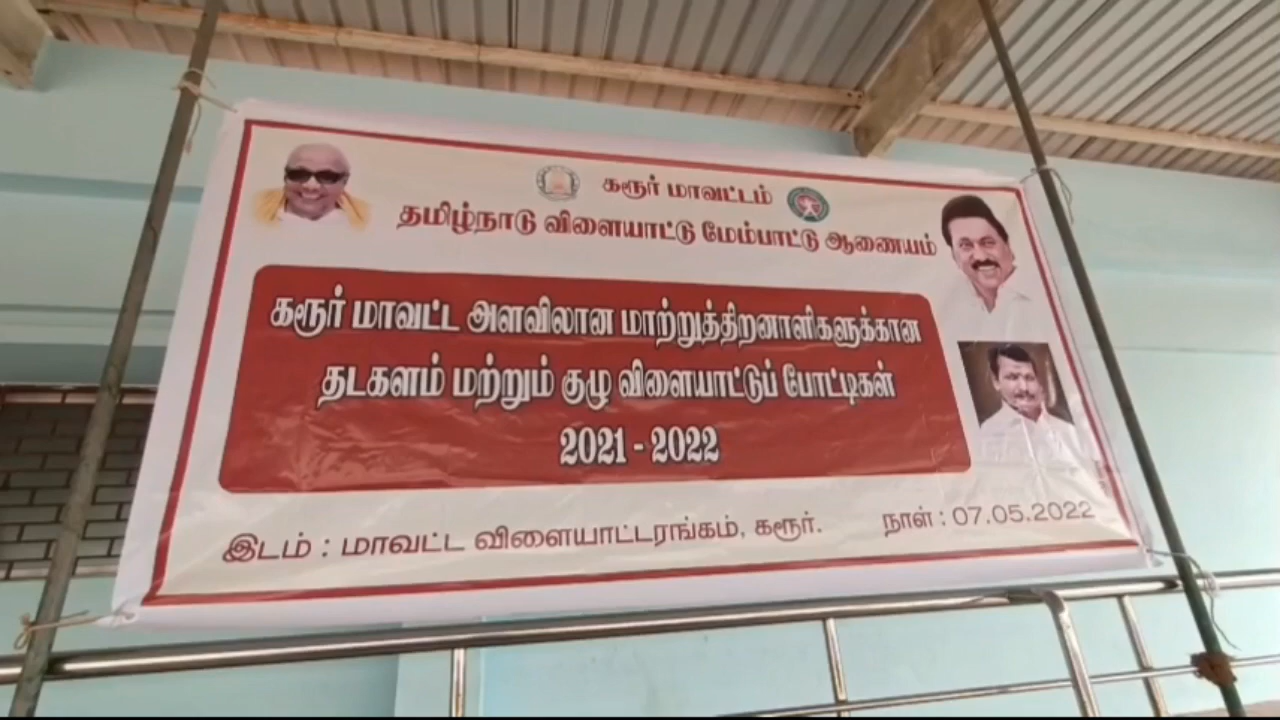 கரூர் மாவட்டம்
தமிழ்நாடு விளையாட்டு மேம்பாட்டு ஆணையம்
கரூர் மாவட்ட அளவிலான மாற்றுத்திறனாளிகளுக்கான
தடகளம் மற்றும் குழு விளையாட்டுப் போட்டிகள்
2021 - 2022
இடம் : மாவட்ட விளையாட்டரங்கம், கரூர். நாள் : 07.05.2022